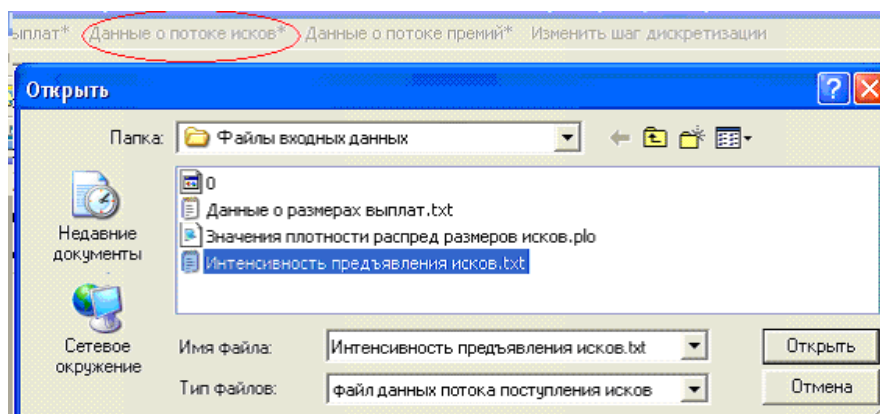 Данные о потоке исков* Данные о потоке премий* Изменить шаг дискретизации
Открыть
Папка: Файлы входных данных
0
Данные о размерах выплат.txt
Значения плотности распред размеров исков.plo
Интенсивность предъявления исков.txt
Недавние
документы
Сетевое
окружение
Имя файла: Интенсивность предъявления исков.txt Открыть
Тип файлов: файл данных потока поступления исков Отмена